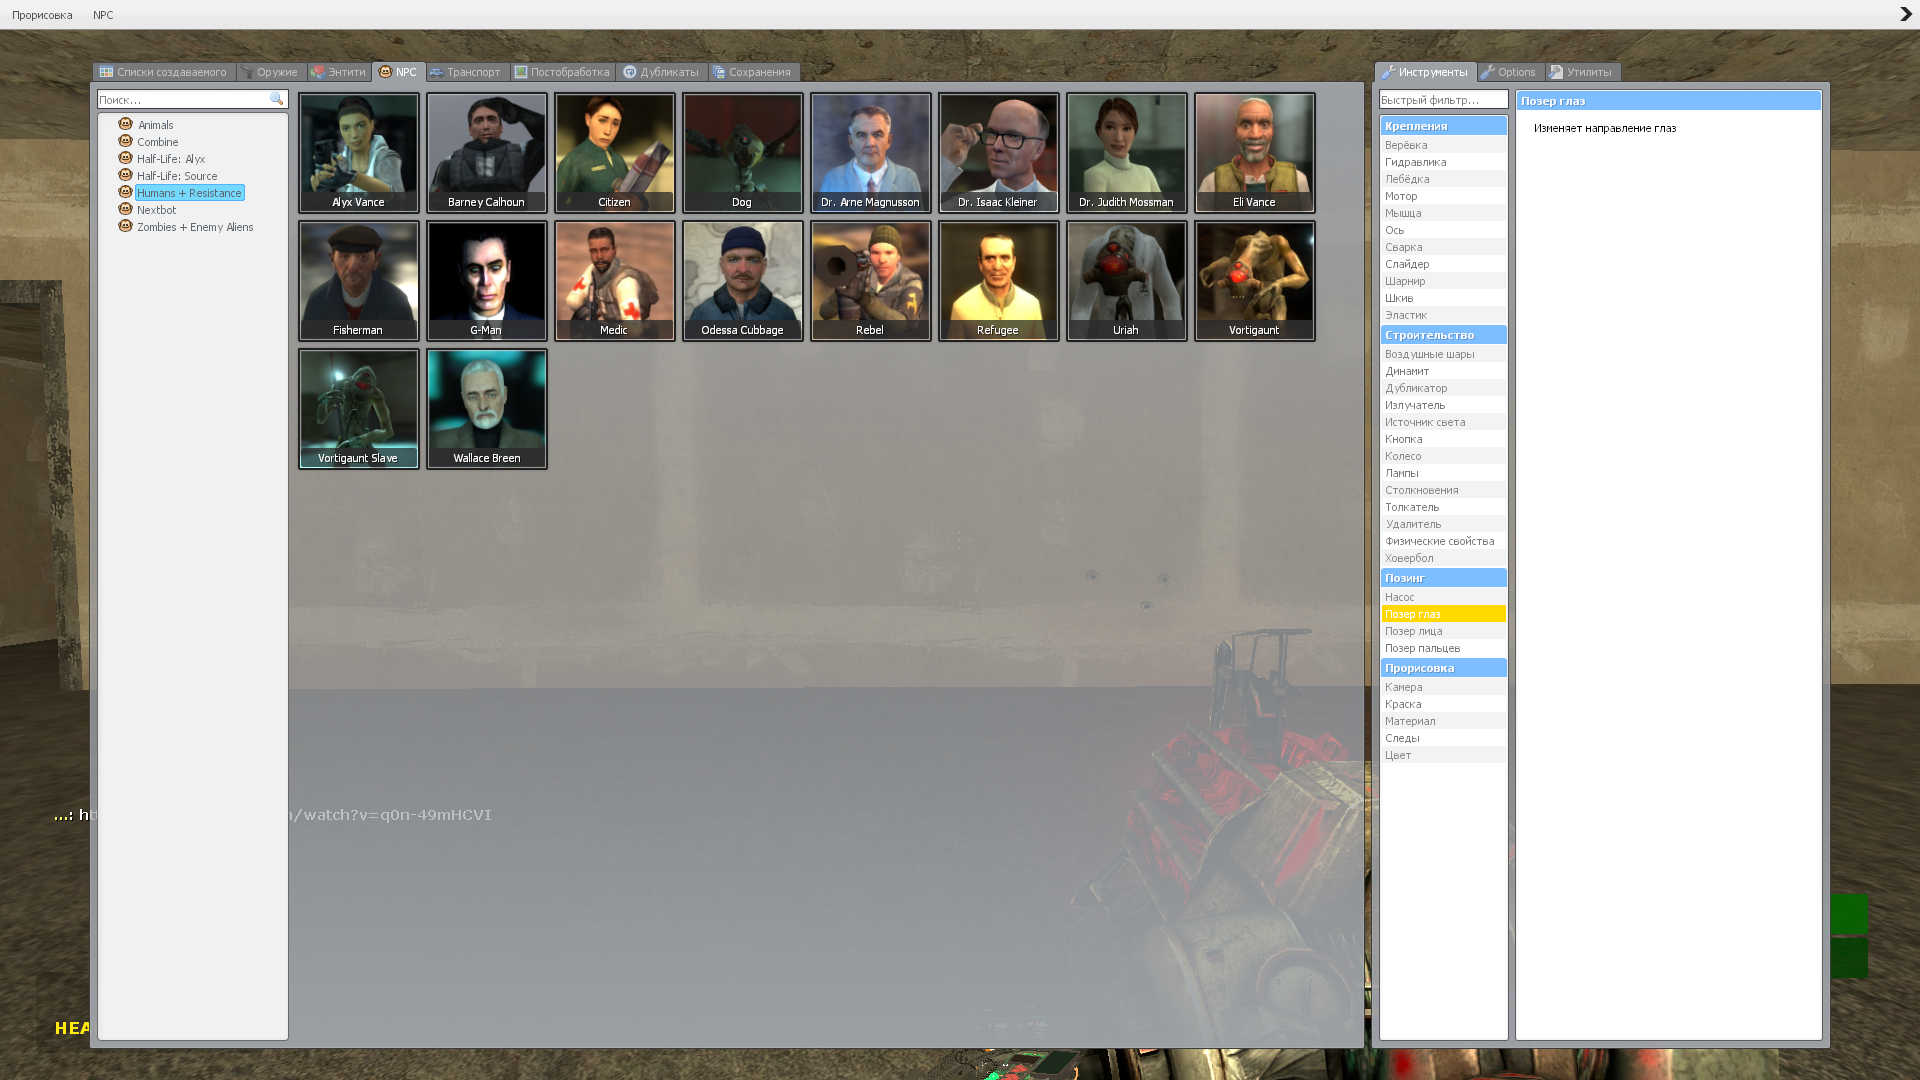 Прорисовка NPC
Списки создаваемого Оружие Энтити NPC Транспорт Постобработка Дубликаты Сохранения
Поиск...
Animals
Combine
Half-Life: Alyx
Half-Life: Source
Humans + Resistance
Nextbot
Zombies + Enemy Aliens
Alyx Vance Barney Calhoun Citizen Dog Dr. Arne Magnusson Dr. Isaac Kleiner Dr. Judith Mossman Eli Vance
Fisherman G-Man Medic Odessa Cubbage Rebel Refugee Uriah Vortigaunt
Vortigaunt Slave Wallace Breen
...: h /watch?v=q0n-49mHCVI
HEA
Инструменты Options Утилиты
Быстрый фильтр...
Крепления
Верёвка
Гидравлика
Лебёдка
Мотор
Мышца
Ось
Сварка
Слайдер
Шарнир
Шкив
Эластик
Строительство
Воздушные шары
Динамит
Дубликатор
Излучатель
Источник света
Кнопка
Колесо
Лампы
Столкновения
Толкатель
Удалитель
Физические свойства
Ховербол
Позинг
Насос
Позер глаз
Позер лица
Позер пальцев
Прорисовка
Камера
Краска
Материал
Следы
Цвет
Позер глаз
Изменяет направление глаз